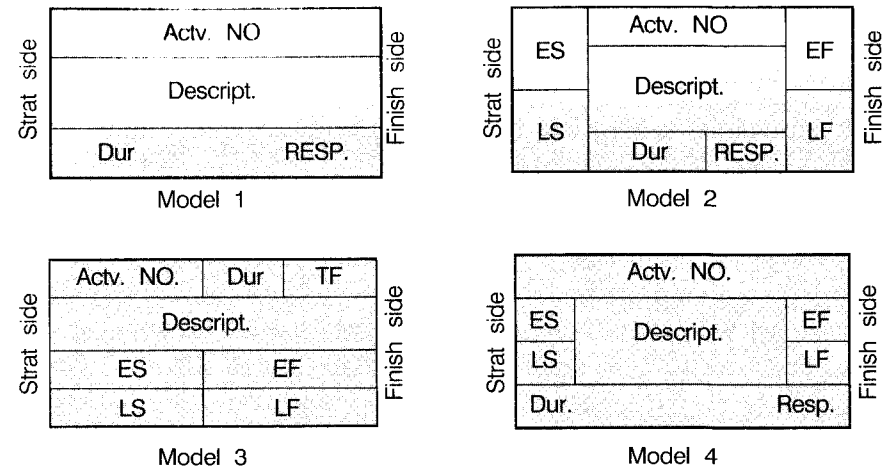 Actv. NO
Strat side
Descript.
Finish side
Dur RESP.
Model 1
Actv. NO
ES EF
Strat side
Descript.
Finish side
LS LF
Dur RESP.
Model 2
Actv. NO. Dur TF
Strat side
Descript.
Finish side
ES EF
LS LF
Model 3
Actv. NO.
Strat side
ES Descript. EF
Finish side
LS LF
Dur. Resp.
Model 4